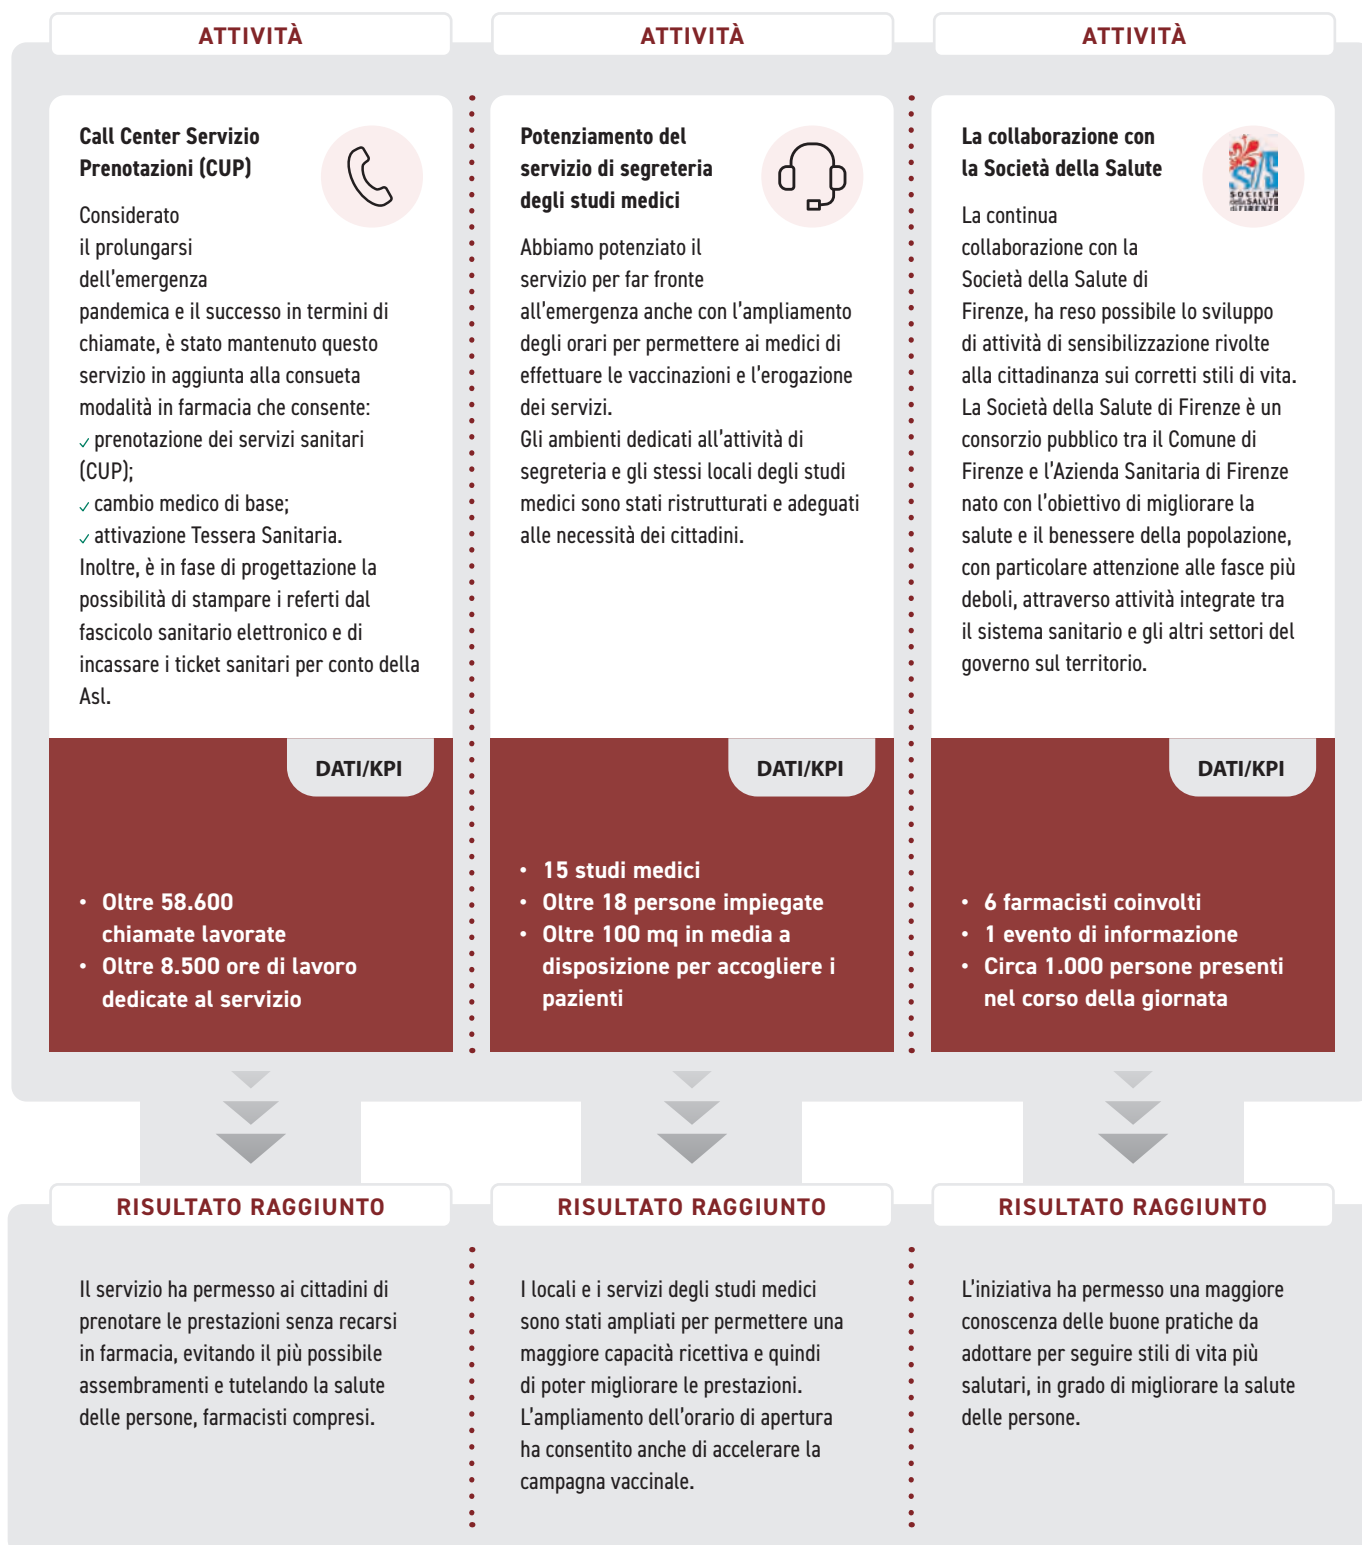 ATTIVITÀ
Call Center Servizio
Prenotazioni (CUP)
Considerato
il prolungarsi
dell'emergenza
pandemica e il successo in termini di
chiamate, è stato mantenuto questo
servizio in aggiunta alla consueta
modalità in farmacia che consente:
✓ prenotazione dei servizi sanitari
(CUP);
✓ cambio medico di base;
✓ attivazione Tessera Sanitaria.
Inoltre, è in fase di progettazione la
possibilità di stampare i referti dal
fascicolo sanitario elettronico e di
incassare i ticket sanitari per conto della
Asl.
DATI/KPI
• Oltre 58.600
chiamate lavorate
• Oltre 8.500 ore di lavoro
dedicate al servizio
RISULTATO RAGGIUNTO
Il servizio ha permesso ai cittadini di
prenotare le prestazioni senza recarsi
in farmacia, evitando il più possibile
assembramenti e tutelando la salute
delle persone, farmacisti compresi.
ATTIVITÀ
Potenziamento del
servizio di segreteria
degli studi medici
Abbiamo potenziato il
servizio per far fronte
all'emergenza anche con l'ampliamento
degli orari per permettere ai medici di
effettuare le vaccinazioni e l'erogazione
dei servizi.
Gli ambienti dedicati all'attività di
segreteria e gli stessi locali degli studi
medici sono stati ristrutturati e adeguati
alle necessità dei cittadini.
DATI/KPI
• 15 studi medici
• Oltre 18 persone impiegate
• Oltre 100 mq in media a
disposizione per accogliere i
pazienti
RISULTATO RAGGIUNTO
I locali e i servizi degli studi medici
sono stati ampliati per permettere una
maggiore capacità ricettiva e quindi
di poter migliorare le prestazioni.
L'ampliamento dell'orario di apertura
ha consentito anche di accelerare la
campagna vaccinale.
ATTIVITÀ
La collaborazione con
la Società della Salute
S/S
SOCIETÀ
della SALUTE
di FIRENZE
La continua
collaborazione con la
Società della Salute di
Firenze, ha reso possibile lo sviluppo
di attività di sensibilizzazione rivolte
alla cittadinanza sui corretti stili di vita.
La Società della Salute di Firenze è un
consorzio pubblico tra il Comune di
Firenze e l'Azienda Sanitaria di Firenze
nato con l'obiettivo di migliorare la
salute e il benessere della popolazione,
con particolare attenzione alle fasce più
deboli, attraverso attività integrate tra
il sistema sanitario e gli altri settori del
governo sul territorio.
DATI/KPI
• 6 farmacisti coinvolti
• 1 evento di informazione
• Circa 1.000 persone presenti
nel corso della giornata
RISULTATO RAGGIUNTO
L'iniziativa ha permesso una maggiore
conoscenza delle buone pratiche da
adottare per seguire stili di vita più
salutari, in grado di migliorare la salute
delle persone.